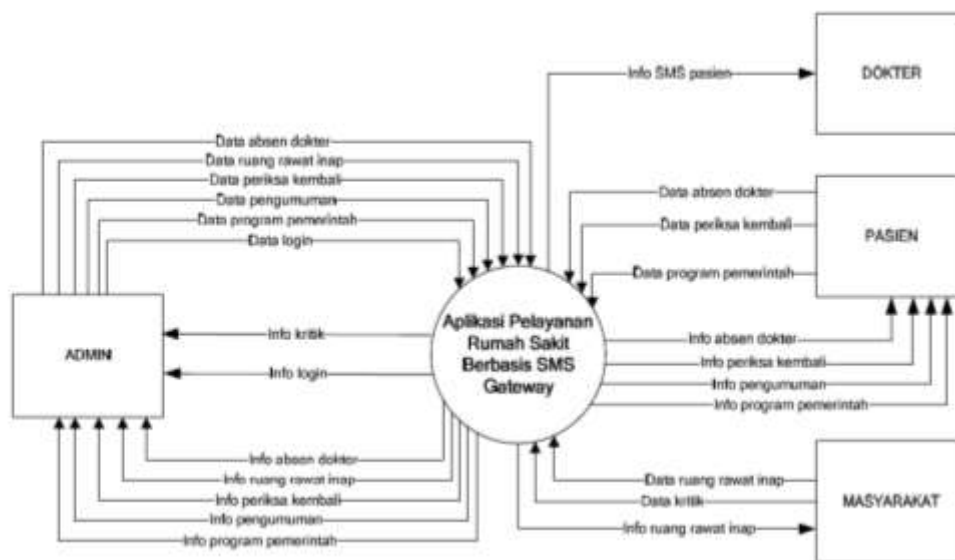 Info SMS pasien
DOKTER
Data absen dokter
Data ruang rawat inap
Data periksa kembali
Data pengumuman
Data program pemerintah
Data login
Data absen dokter
Data periksa kembali
Data program pemerintah
PASIEN
ADMIN
Info kritik
Info login
Aplikasi Pelayanan
Rumah Sakit
Berbasis SMS
Gateway
Info absen dokter
Info periksa kembali
Info pengumuman
Info program pemerintah
Info absen dokter
Info ruang rawat inap
Info periksa kembali
Info pengumuman
Info program pemerintah
Data ruang rawat inap
Data kritik
Info ruang rawat inap
MASYARAKAT